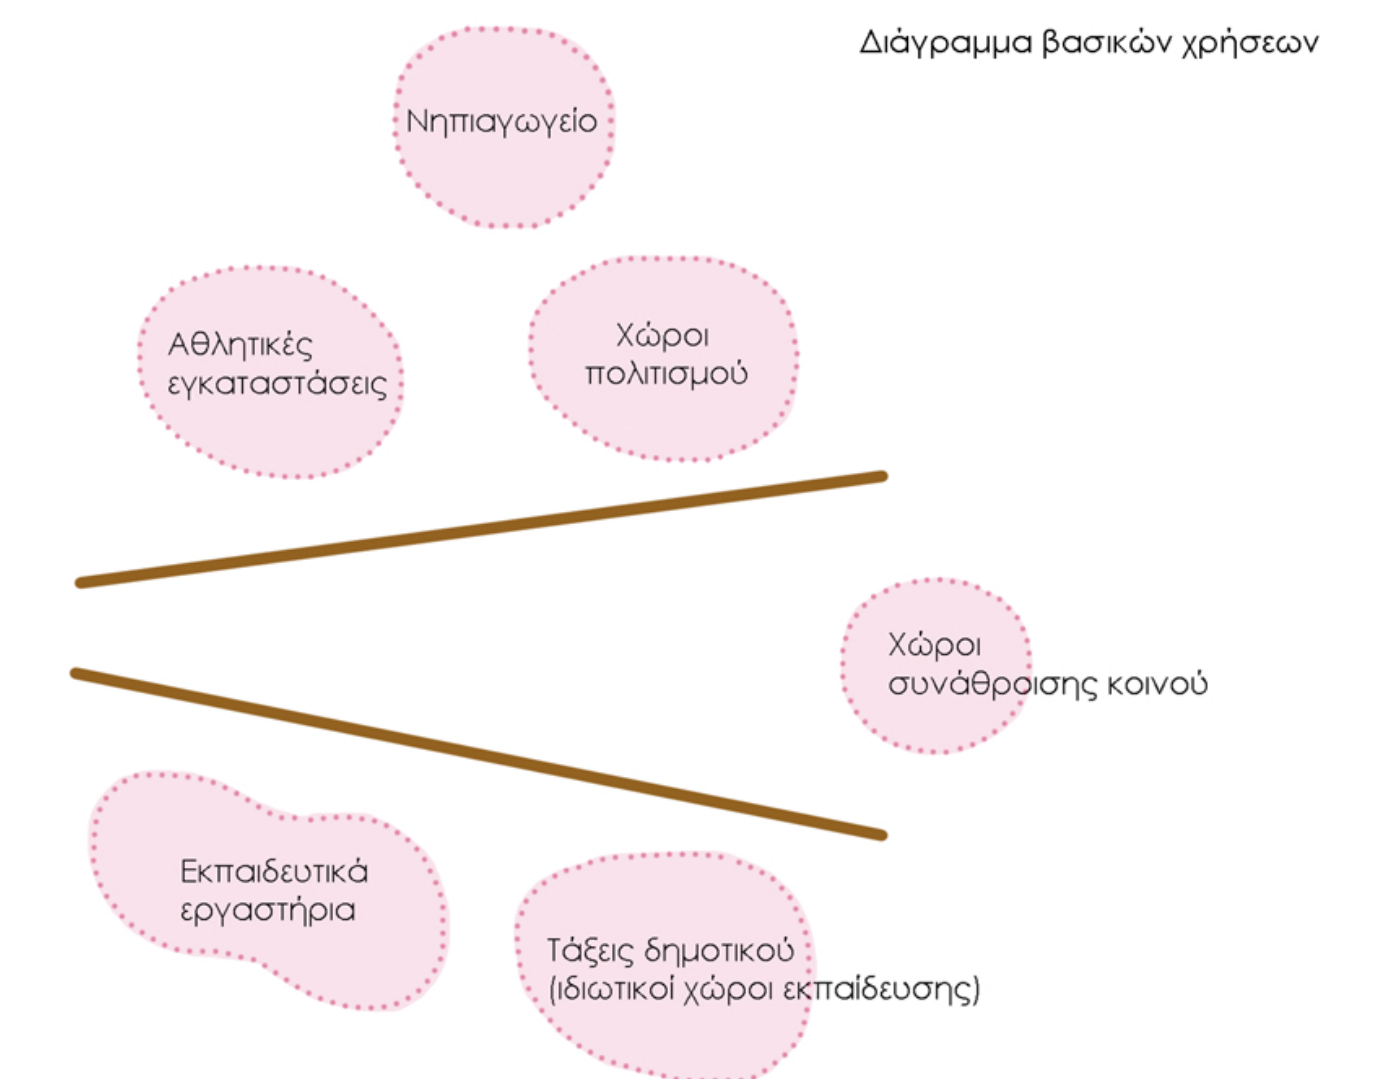 Διάγραμμα βασικών χρήσεων
Νηπιαγωγείο
Αθλητικές
εγκαταστάσεις
Χώροι
πολιτισμού
Χώροι
συνάθροισης κοινού
Εκπαιδευτικά
εργαστήρια
Τάξεις δημοτικού
(ιδιωτικοί χώροι εκπαίδευσης)